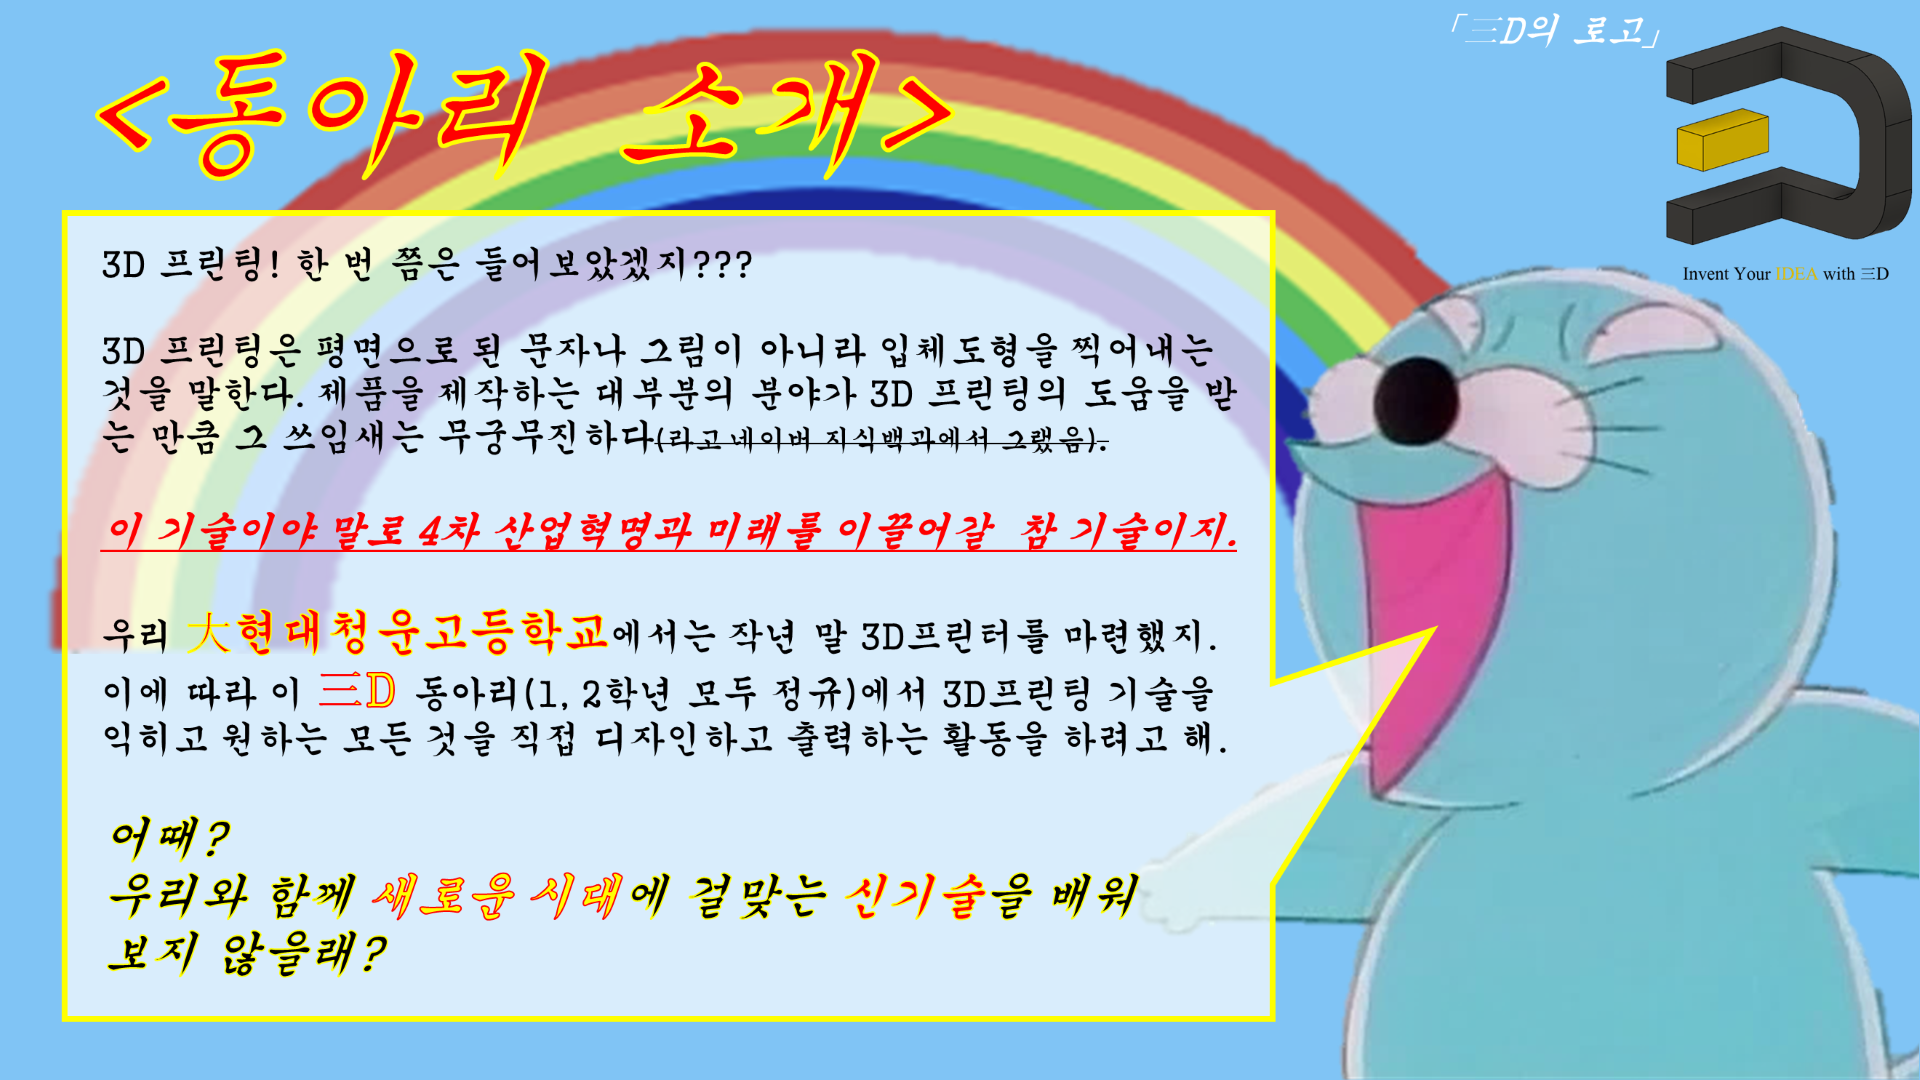 「三D의 로고」
<동아리 소개>
Invent Your IDEA with 三D
3D 프린팅! 한 번 쯤은 들어보았겠지???
3D 프린팅은 평면으로 된 문자나 그림이 아니라 입체도형을 찍어내는
것을 말한다. 제품을 제작하는 대부분의 분야가 3D 프린팅의 도움을 받
는 만큼 그 쓰임새는 무궁무진하다(라고 네이버 지식백과에서 그랬음).
이 기술이야 말로 4차 산업혁명과 미래를 이끌어갈 참 기술이지.
우리 大현대청운고등학교에서는 작년 말 3D프린터를 마련했지.
이에 따라 이 三D 동아리(1, 2학년 모두 정규)에서 3D프린팅 기술을
익히고 원하는 모든 것을 직접 디자인하고 출력하는 활동을 하려고 해.
어때?
우리와 함께 새로운 시대에 걸맞는 신기술을 배워
보지 않을래?